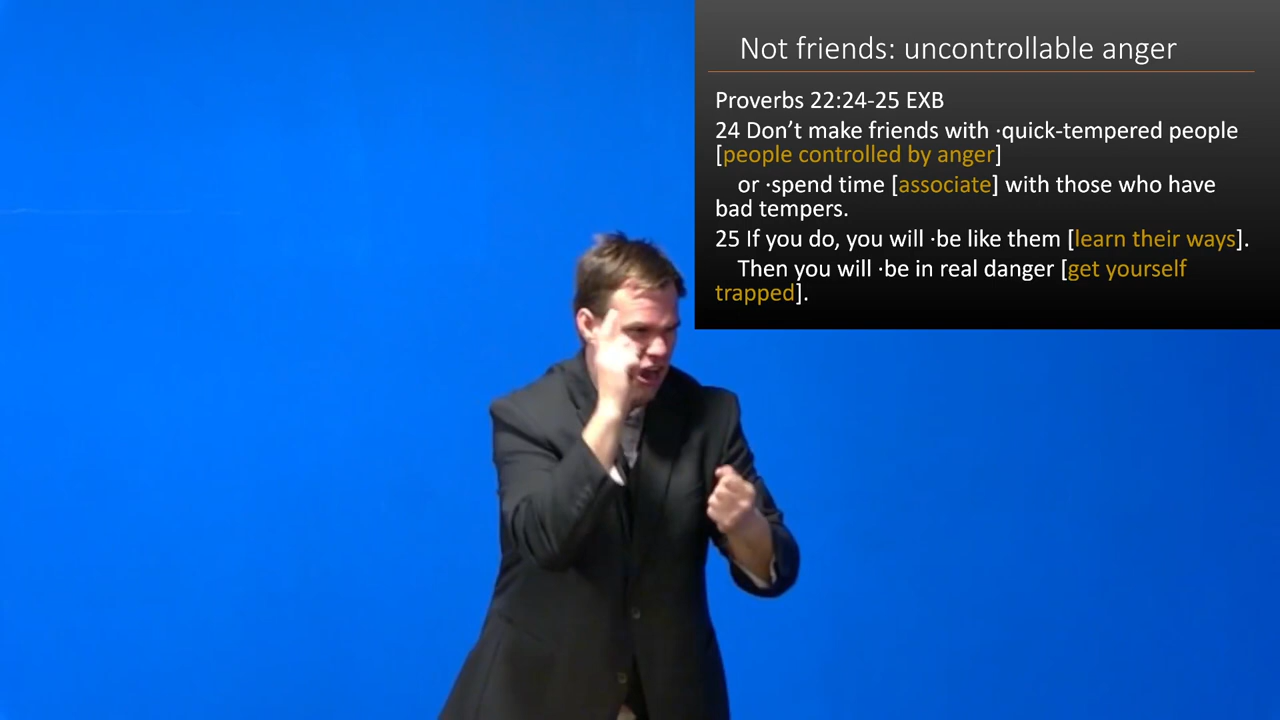 Not friends: uncontrollable anger
Proverbs 22:24-25 EXB
24 Don’t make friends with ·quick-tempered people
[people controlled by anger]
or ·spend time [associate] with those who have
bad tempers.
25 If you do, you will ·be like them [learn their ways].
Then you will ·be in real danger [get yourself
trapped].